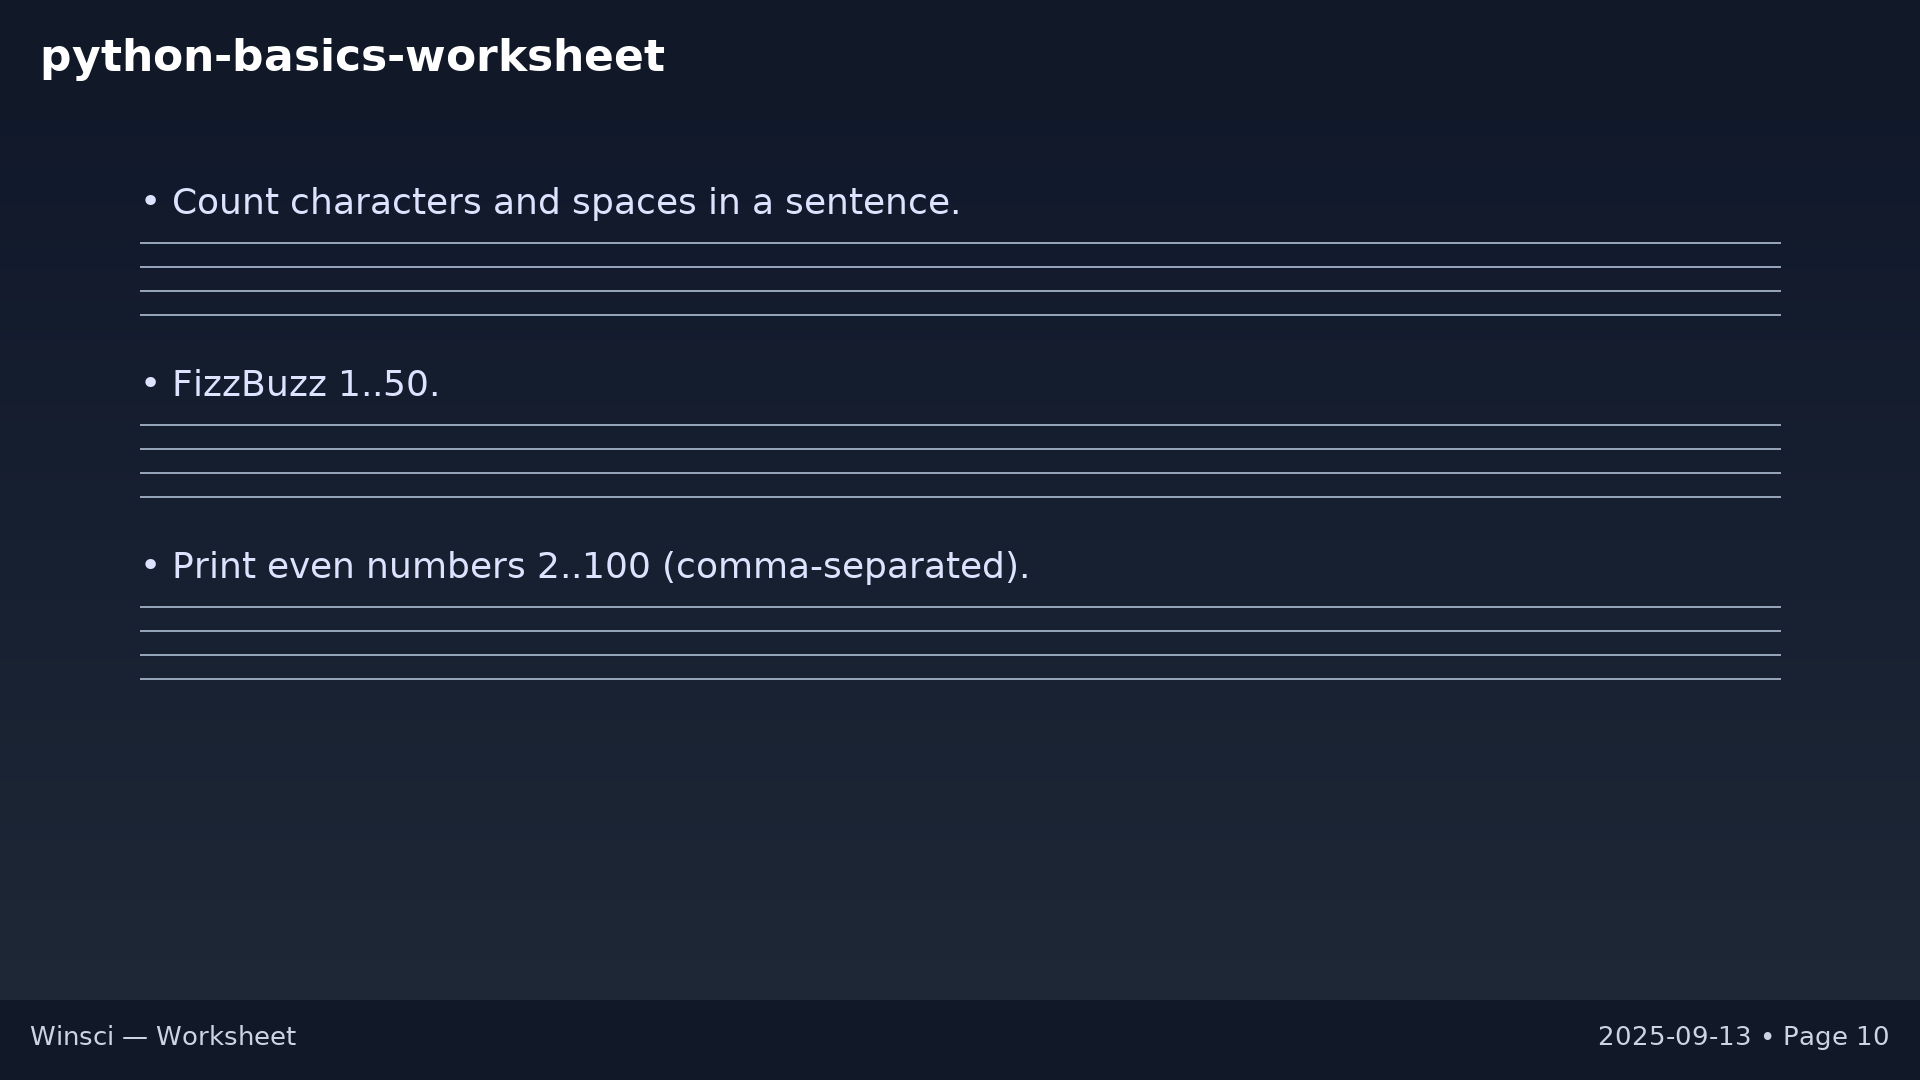 python-basics-worksheet
• Count characters and spaces in a sentence.
• FizzBuzz 1..50.
• Print even numbers 2..100 (comma-separated).
Winsci — Worksheet
2025-09-13 • Page 10